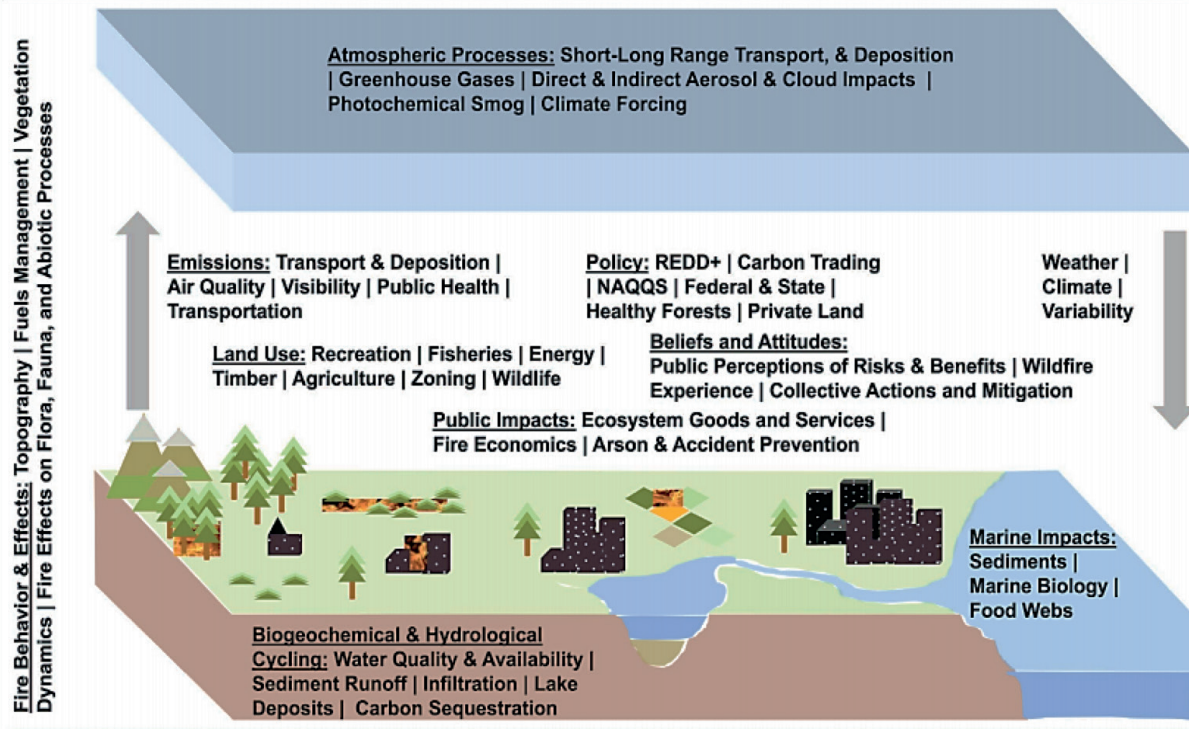 Fire Behavior & Effects: Topography | Fuels Management | Vegetation
Dynamics | Fire Effects on Flora, Fauna, and Abiotic Processes
Atmospheric Processes: Short-Long Range Transport, & Deposition
| Greenhouse Gases | Direct & Indirect Aerosol & Cloud Impacts |
Photochemical Smog | Climate Forcing
Emissions: Transport & Deposition |
Air Quality | Visibility | Public Health |
Transportation
Policy: REDD+ | Carbon Trading
| NAQQS | Federal & State |
Healthy Forests | Private Land
Weather |
Climate |
Variability
Land Use: Recreation | Fisheries | Energy |
Timber | Agriculture | Zoning | Wildlife
Beliefs and Attitudes:
Public Perceptions of Risks & Benefits | Wildfire
Experience | Collective Actions and Mitigation
Public Impacts: Ecosystem Goods and Services |
Fire Economics | Arson & Accident Prevention
Marine Impacts:
Sediments |
Marine Biology |
Food Webs
Biogeochemical & Hydrological
Cycling: Water Quality & Availability |
Sediment Runoff | Infiltration | Lake
Deposits | Carbon Sequestration